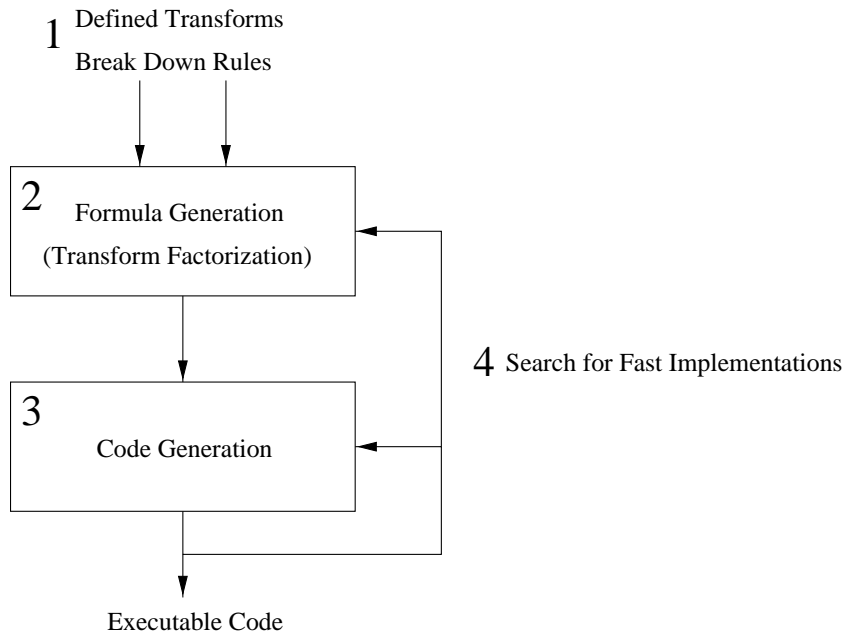 1 Defined Transforms
Break Down Rules
2
Formula Generation
(Transform Factorization)
4 Search for Fast Implementations
3
Code Generation
Executable Code